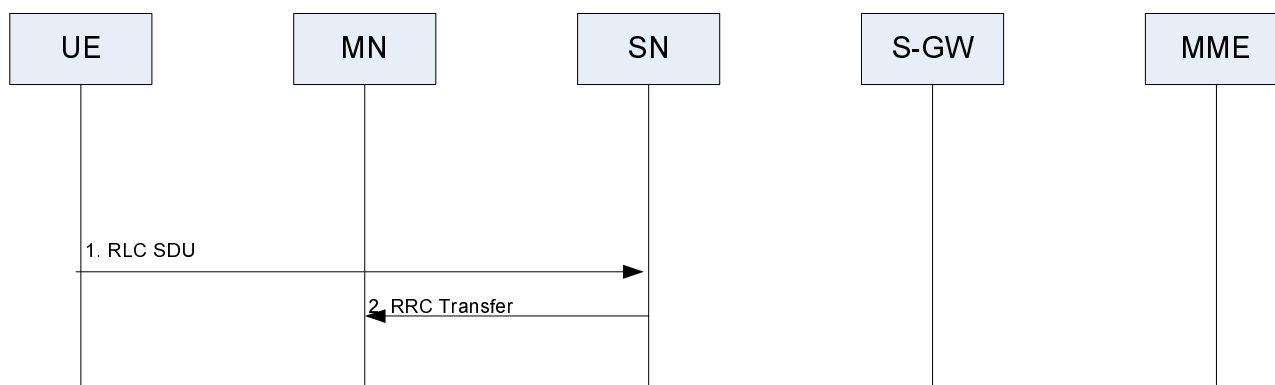 UE
MN
SN
S-GW
MME
1. RLC SDU
2. RRC Transfer